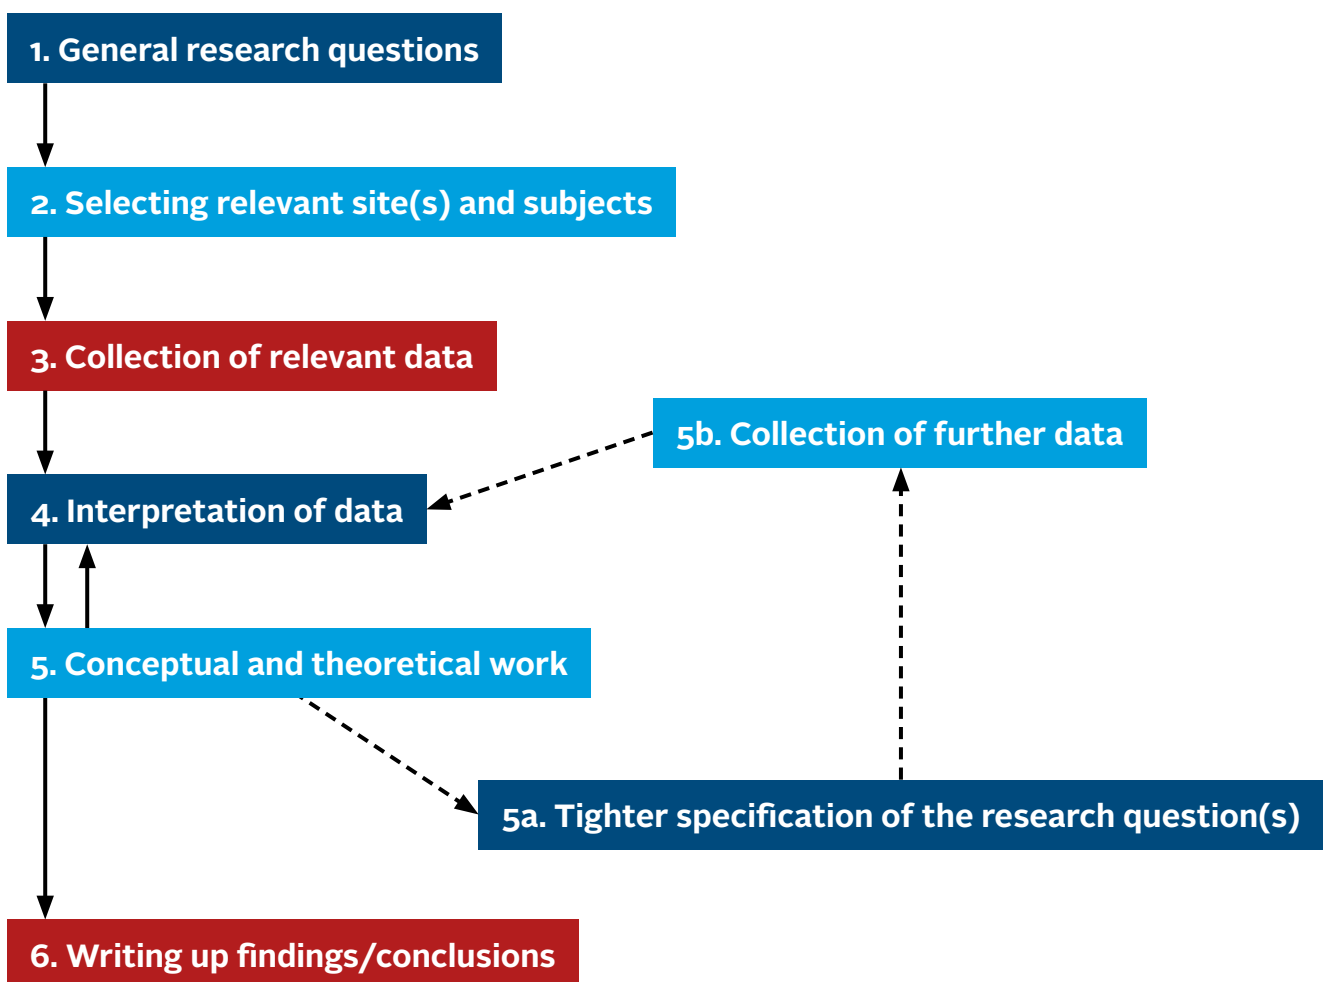 1. General research questions
2. Selecting relevant site(s) and subjects
3. Collection of relevant data
5b. Collection of further data
4. Interpretation of data
5. Conceptual and theoretical work
5a. Tighter specification of the research question(s)
6. Writing up findings/conclusions